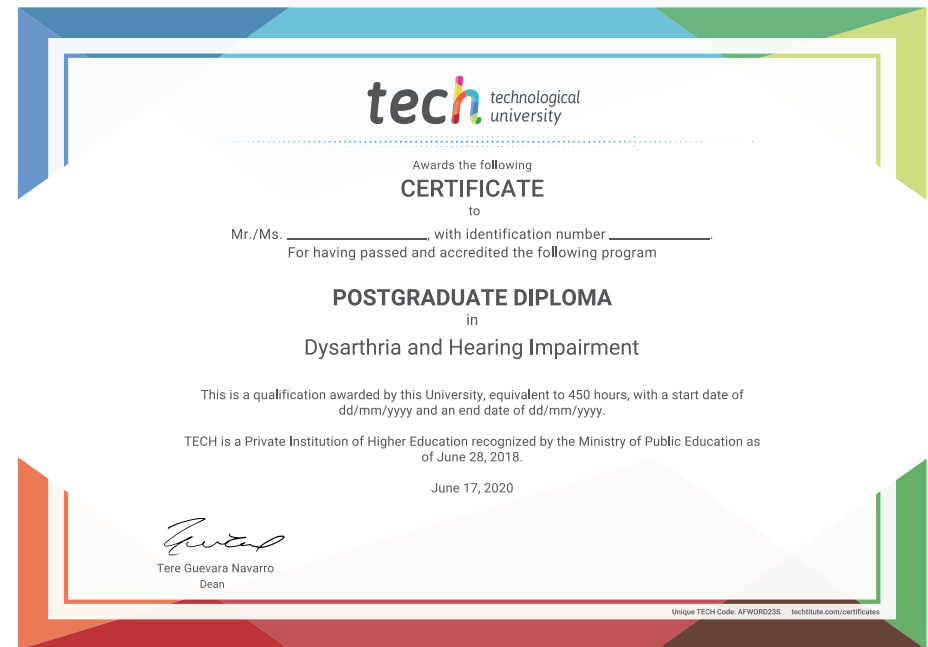 tech technological
university
Awards the following
CERTIFICATE
to
Mr./Ms. ____________________, with identification number ______________.
For having passed and accredited the following program
POSTGRADUATE DIPLOMA
in
Dysarthria and Hearing Impairment
This is a qualification awarded by this University, equivalent to 450 hours, with a start date of
dd/mm/yyyy and an end date of dd/mm/yyyy.
TECH is a Private Institution of Higher Education recognized by the Ministry of Public Education as
of June 28, 2018.
June 17, 2020
Tere Guevara Navarro
Dean
Unique TECH Code: AFWORD23S techtitute.com/certificates